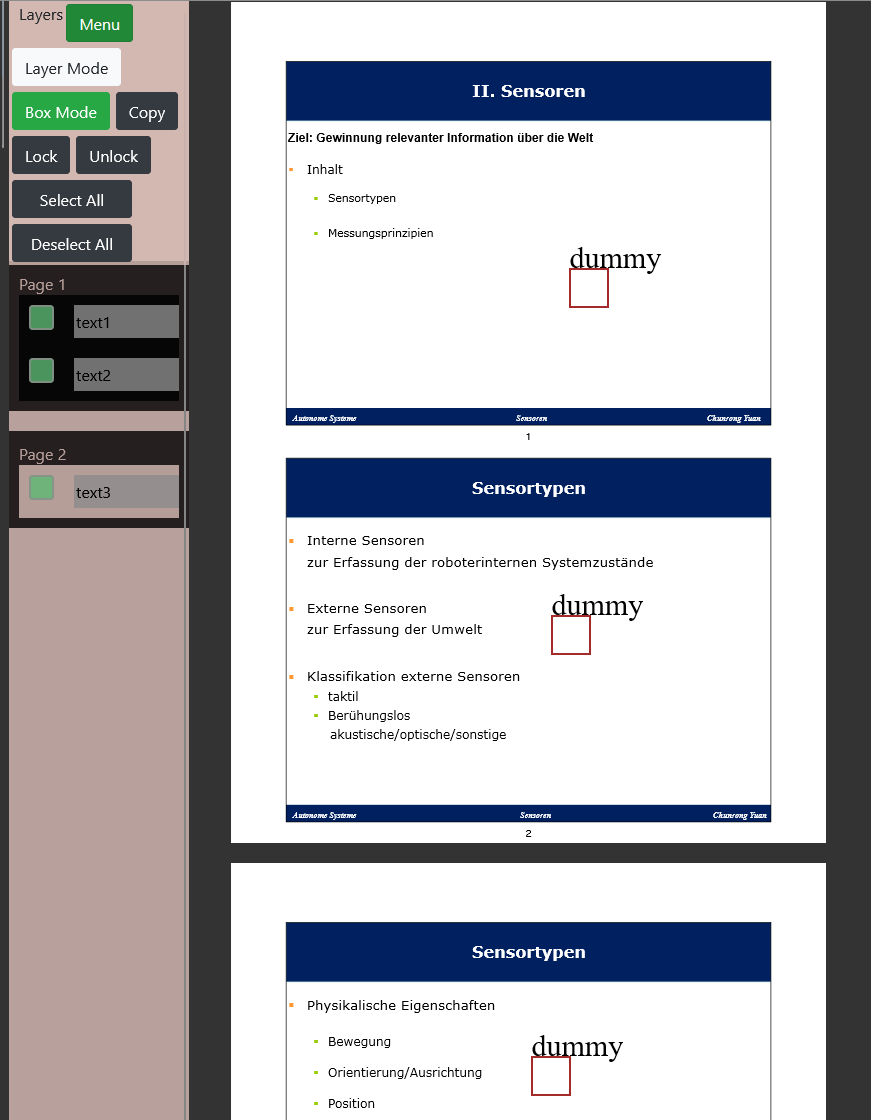 Layers Menu
Layer Mode
Box Mode Copy
Lock Unlock
Select All
Deselect All
Page 1
text1
text2
Page 2
text3
II. Sensoren
Ziel: Gewinnung relevanter Information über die Welt
Inhalt
Sensortypen
Messungsprinzipien
dummy
Autonome Systeme Sensoren Chunrong Yuan
1
Sensortypen
Interne Sensoren
zur Erfassung der roboterinternen Systemzustände
Externe Sensoren
zur Erfassung der Umwelt
dummy
Klassifikation externe Sensoren
taktil
Berühungslos
akustische/optische/sonstige
Autonome Systeme Sensoren Chunrong Yuan
2
Sensortypen
Physikalische Eigenschaften
Bewegung
dummy
Orientierung/Ausrichtung
Position